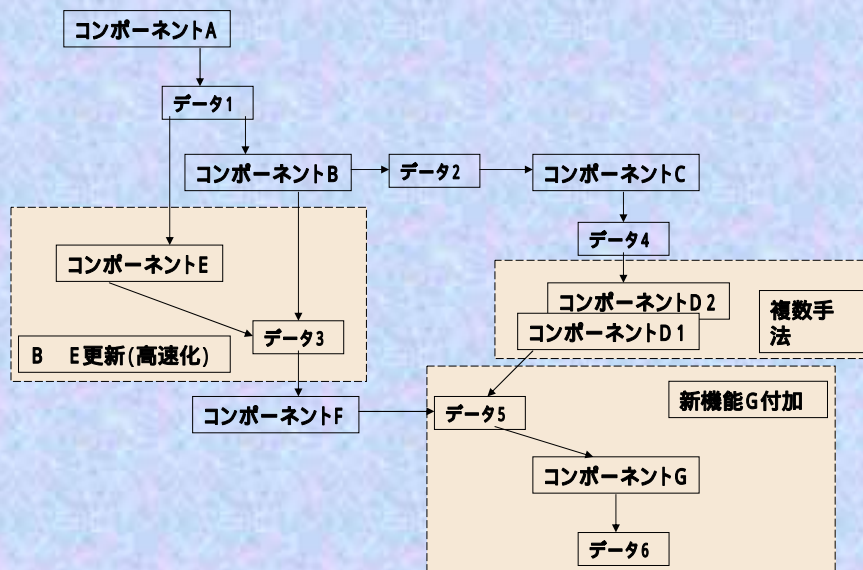 コンポーネントA
データ1
コンポーネントB
データ2
コンポーネントC
データ4
コンポーネントE
コンポーネントD2
複数手
法
コンポーネントD1
データ3
B　E更新(高速化)
コンポーネントF
データ5
新機能G付加
コンポーネントG
データ6